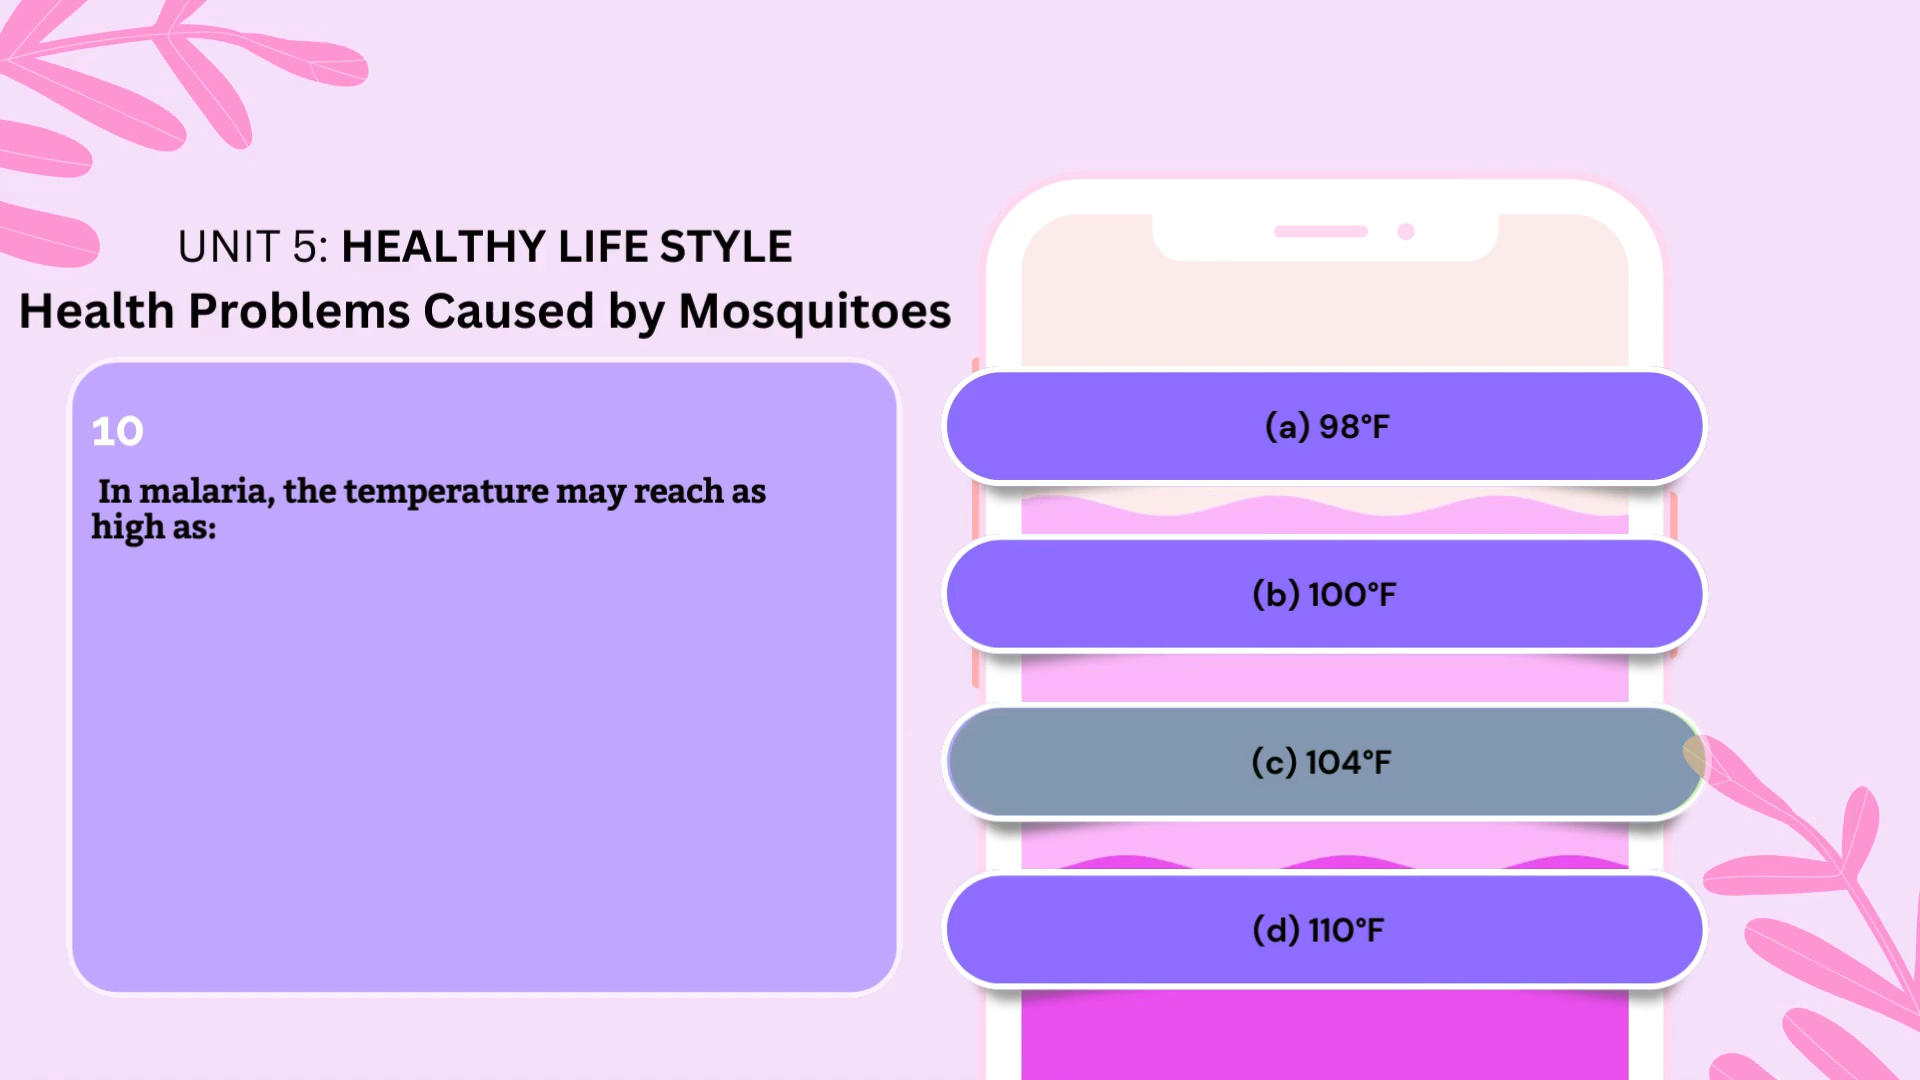 UNIT 5: HEALTHY LIFE STYLE
Health Problems Caused by Mosquitoes
10
In malaria, the temperature may reach as
high as:
(a) 98°F
(b) 100°F
(c) 104°F
(d) 110°F